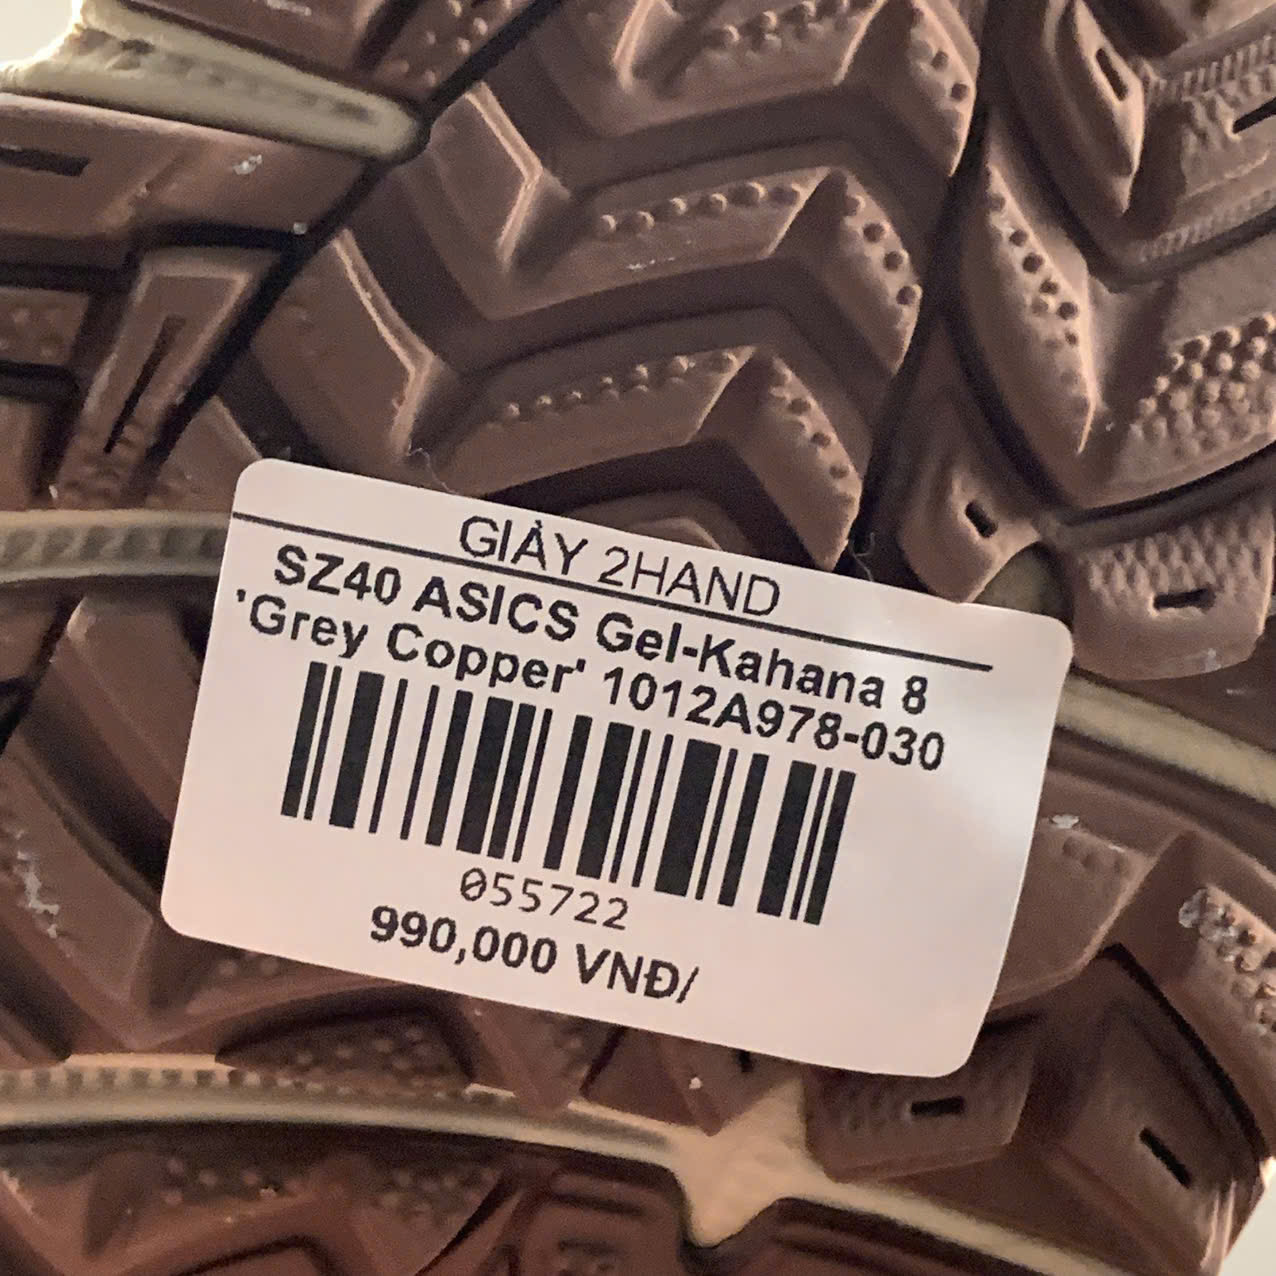 GIÀY 2HAND
SZ40 ASICS Gel-Kahana 8
'Grey Copper' 1012A978-030
055722
990,000 VNĐ/